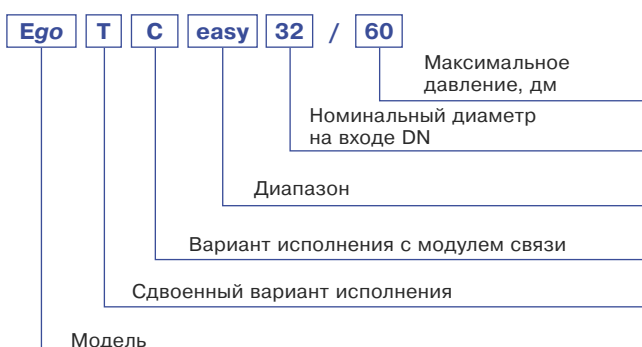 Ego T C easy 32 / 60
Максимальное
давление, дм
Номинальный диаметр
на входе DN
Диапазон
Вариант исполнения с модулем связи
Сдвоенный вариант исполнения
Модель